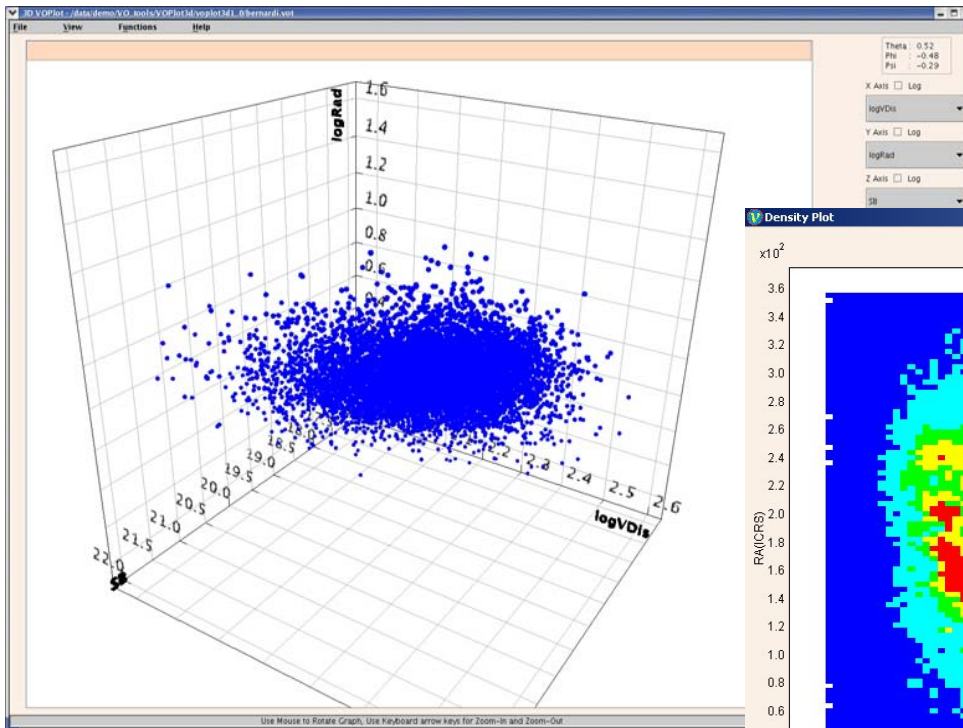 3D VOPlot - /data/demo/VO_tools/VOPlot3d/voplot3d1_0/bernardi.vot
File View Functions Help
Theta : 0.52
Phi : -0.48
Psi : -0.29
X Axis Log
logVDis
Y Axis Log
logRad
Z Axis Log
SB
logRad
1.6
1.4
1.2
1.0
0.8
0.6
0.4
18.0
18.5
19.0
19.5
20.0
20.5
21.0
21.5
22.0
SB
2.2
2.3
2.4
2.5
2.6
logVDis
Use Mouse to Rotate Graph, Use Keyboard arrow keys for Zoom-In and Zoom-Out
Density Plot
x10²
3.6
3.4
3.2
3.0
2.8
2.6
2.4
2.2
2.0
1.8
1.6
1.4
1.2
1.0
0.8
0.6
RA(ICRS)